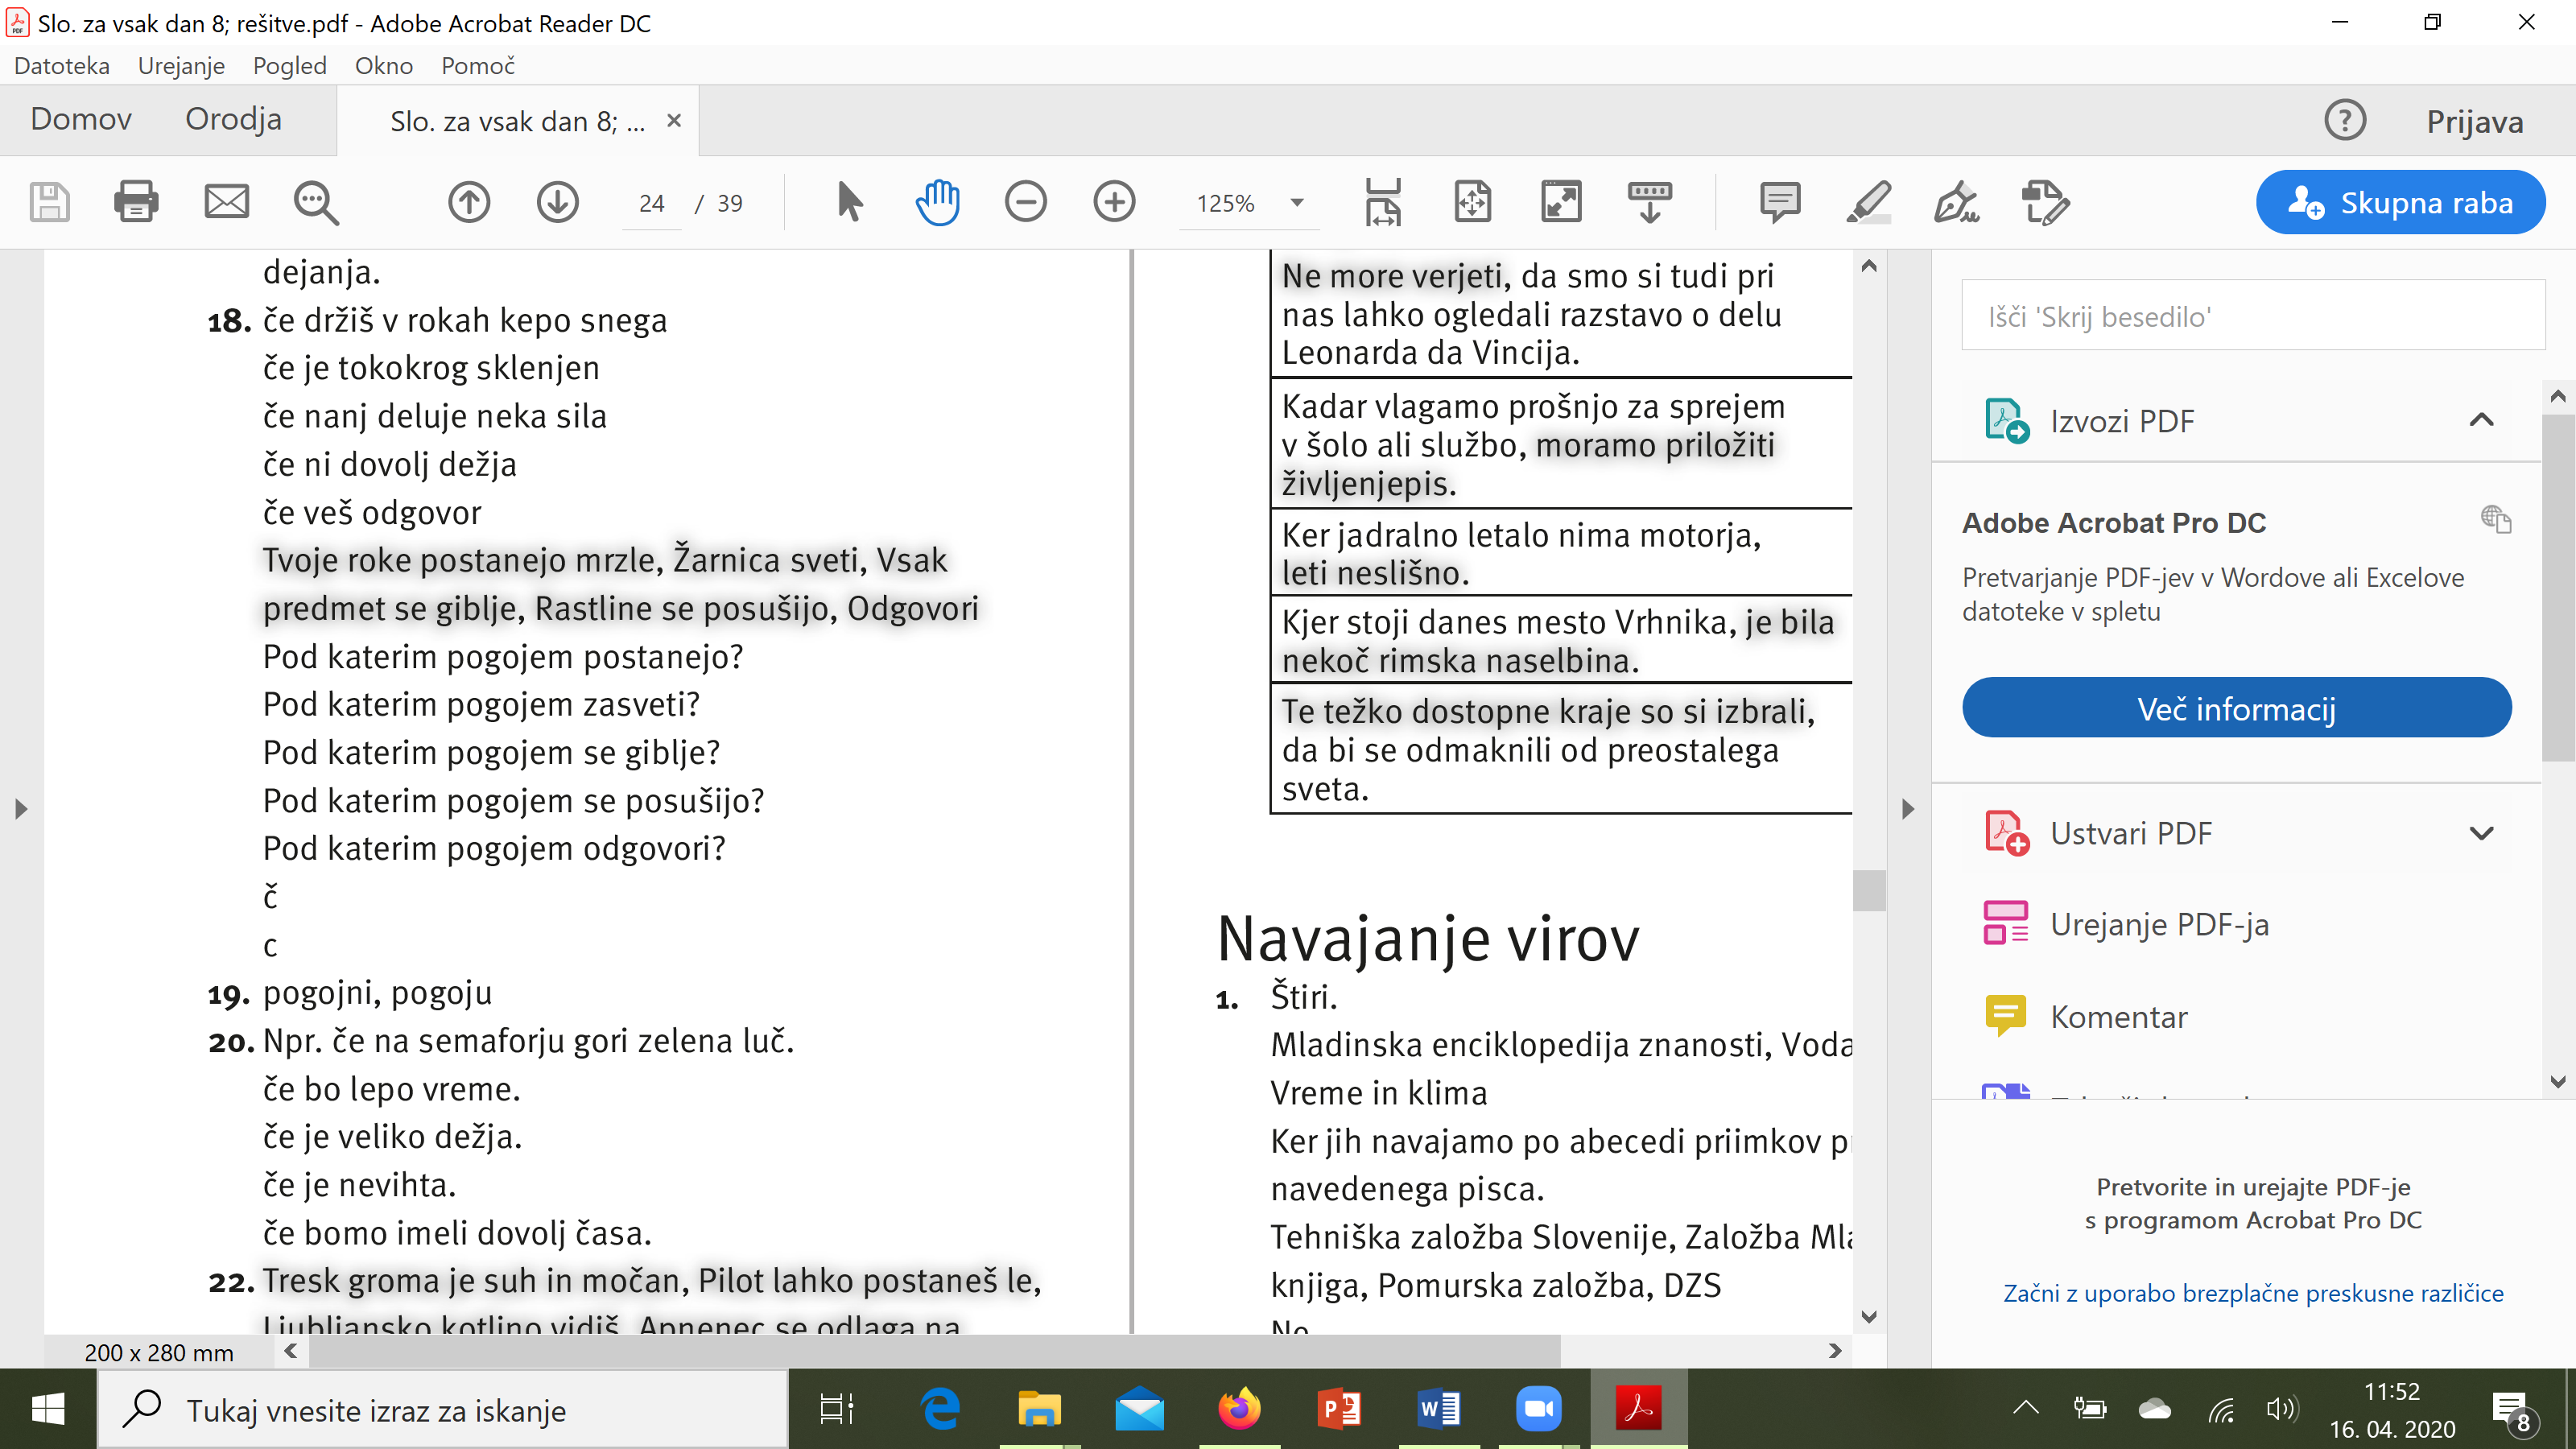 Slo. za vsak dan 8; rešitve.pdf - Adobe Acrobat Reader DC
Datoteka Urejanje Pogled Okno Pomoč
Domov Orodja Slo. za vsak dan 8; ... × ? Prijava
24 / 39 125% Skupna raba
dejanja.
18. če držiš v rokah kepo snega
če je tokokrog sklenjen
če nanj deluje neka sila
če ni dovolj dežja
če veš odgovor
Tvoje roke postanejo mrzle, Žarnica sveti, Vsak
predmet se giblje, Rastline se posušijo, Odgovori
Pod katerim pogojem postanejo?
Pod katerim pogojem zasveti?
Pod katerim pogojem se giblje?
Pod katerim pogojem se posušijo?
Pod katerim pogojem odgovori?
č
c
19. pogojni, pogoju
20. Npr. če na semaforju gori zelena luč.
če bo lepo vreme.
če je veliko dežja.
če je nevihta.
če bomo imeli dovolj časa.
22. Tresk groma je suh in močan, Pilot lahko postaneš le,
Ljubljansko kotlino vidiš, Apnenec se odlaga na
200 x 280 mm
Ne more verjeti, da smo si tudi pri
nas lahko ogledali razstavo o delu
Leonarda da Vincija.
Kadar vlagamo prošnjo za sprejem
v šolo ali službo, moramo priložiti
življenjepis.
Ker jadralno letalo nima motorja,
leti neslišno.
Kjer stoji danes mesto Vrhnika, je bila
nekoč rimska naselbina.
Te težko dostopne kraje so si izbrali,
da bi se odmaknili od preostalega
sveta.
Navajanje virov
1. Štiri.
Mladinska enciklopedija znanosti, Voda
Vreme in klima
Ker jih navajamo po abecedi priimkov
navedenega pisca.
Tehniška založba Slovenije, Založba
knjiga, Pomurska založba, DZS
Ne
Išči 'Skrij besedilo'
Izvozi PDF
Adobe Acrobat Pro DC
Pretvarjanje PDF-jev v Wordove ali Excelove
datoteke v spletu
Več informacij
Ustvari PDF
Urejanje PDF-ja
Komentar
Pretvorite in urejajte PDF-je
s programom Acrobat Pro DC
Začni z uporabo brezplačne preskusne različice
Tukaj vnesite izraz za iskanje
11:52
16. 04. 2020
8